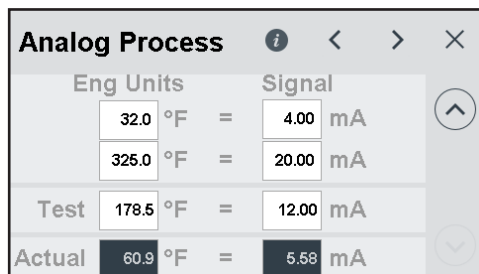 Analog Process i < > ×
Eng Units Signal
32.0 °F = 4.00 mA
325.0 °F = 20.00 mA
Test 178.5 °F = 12.00 mA
Actual 60.9 °F = 5.58 mA